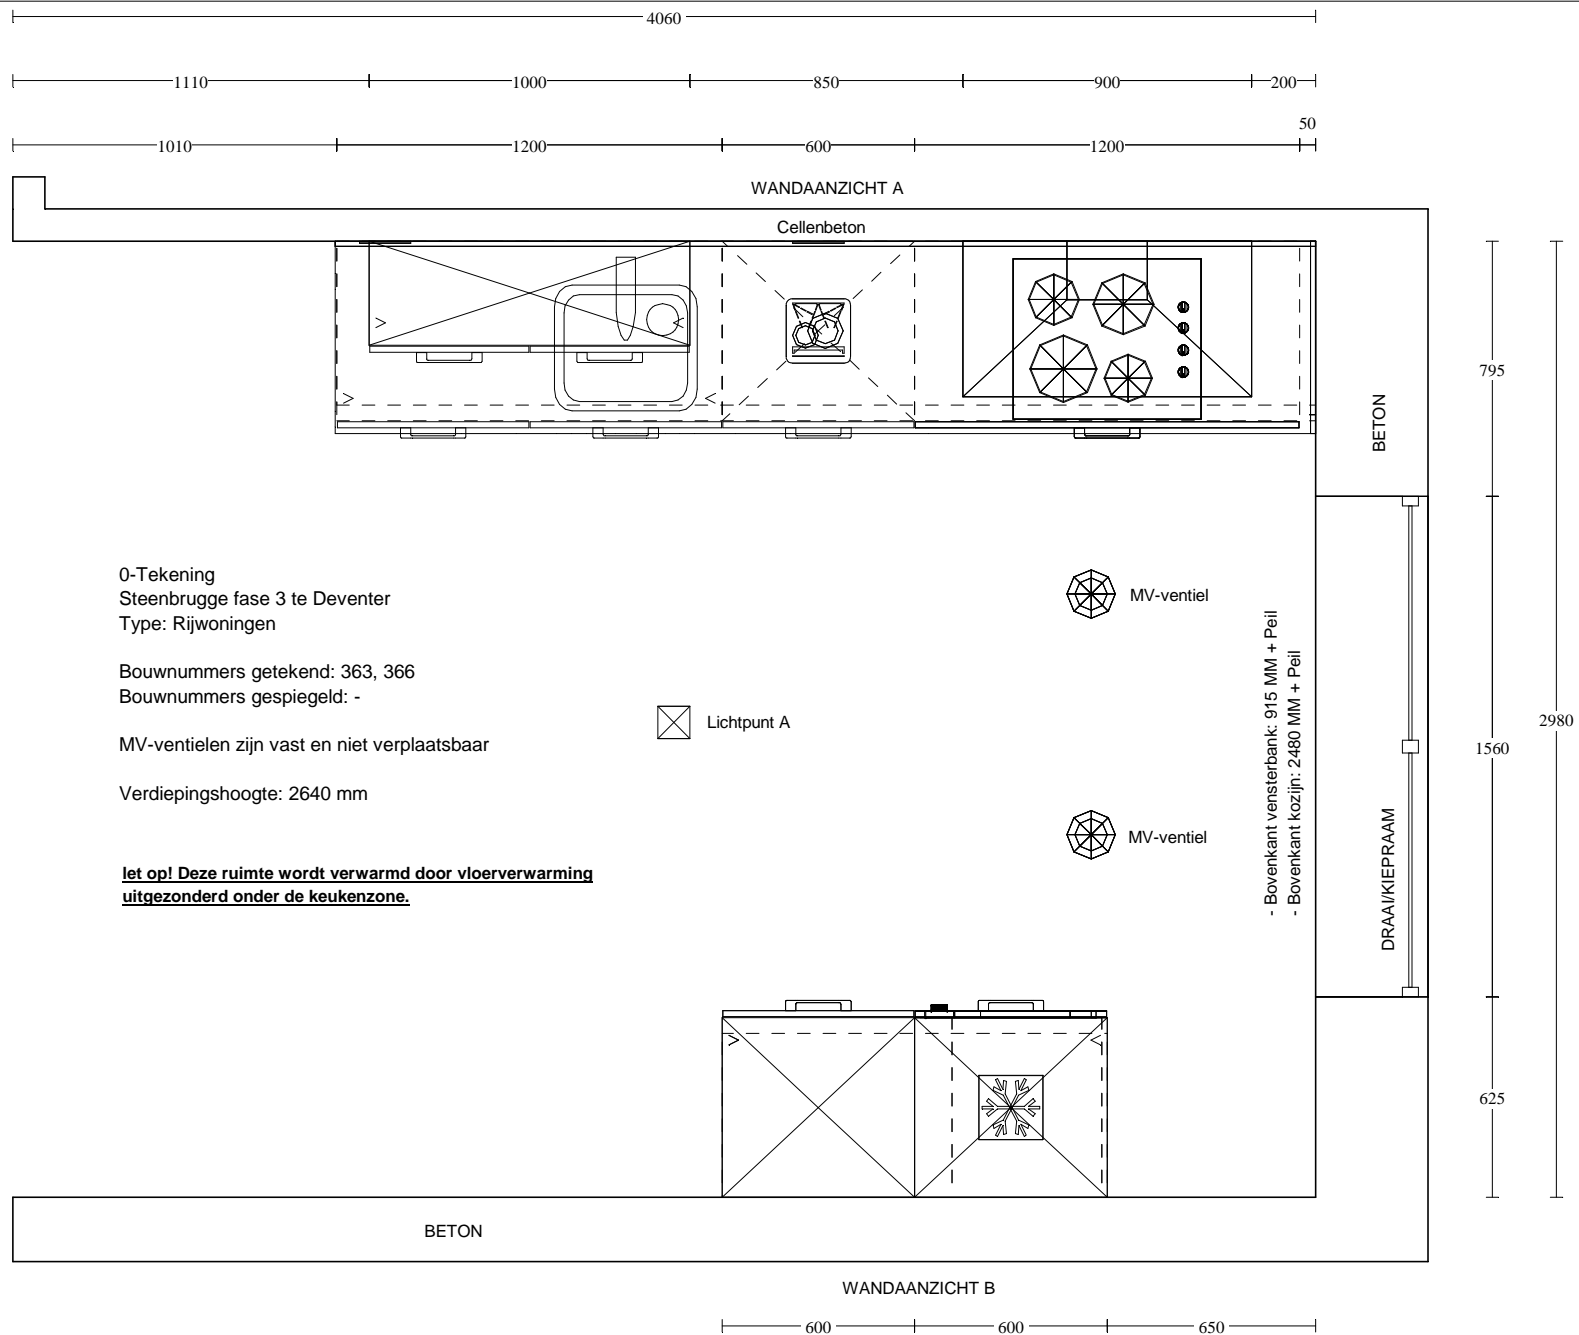 4060
1110 1000 850 900 200
50
1010 1200 600 1200
WANDAANZICHT A
Cellenbeton
795
BETON
0-Tekening
Steenbrugge fase 3 te Deventer
Type: Rijwoningen
Bouwnummers getekend: 363, 366
Bouwnummers gespiegeld: -
MV-ventielen zijn vast en niet verplaatsbaar
Verdiepingshoogte: 2640 mm
let op! Deze ruimte wordt verwarmd door vloerverwarming
uitgezonderd onder de keukenzone.
MV-ventiel
Lichtpunt A
MV-ventiel
- Bovenkant vensterbank: 915 MM + Peil
- Bovenkant kozijn: 2480 MM + Peil
DRAAI/KIEPRAAM
1560
2980
625
BETON
WANDAANZICHT B
600 600 650